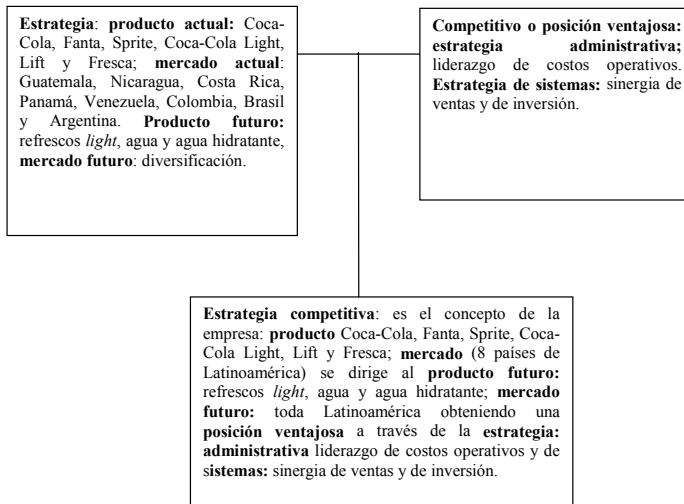 Estrategia: producto actual: Coca-
Cola, Fanta, Sprite, Coca-Cola Light,
Lift y Fresca; mercado actual:
Guatemala, Nicaragua, Costa Rica,
Panamá, Venezuela, Colombia, Brasil
y Argentina. Producto futuro:
refrescos light, agua y agua hidratante,
mercado futuro: diversificación.
Competitivo o posición ventajosa:
estrategia administrativa;
liderazgo de costos operativos.
Estrategia de sistemas: sinergia de
ventas y de inversión.
Estrategia competitiva: es el concepto de la
empresa: producto Coca-Cola, Fanta, Sprite, Coca-
Cola Light, Lift y Fresca; mercado (8 países de
Latinoamérica) se dirige al producto futuro:
refrescos light, agua y agua hidratante; mercado
futuro: toda Latinoamérica obteniendo una
posición ventajosa a través de la estrategia:
administrativa liderazgo de costos operativos y de
sistemas: sinergia de ventas y de inversión.